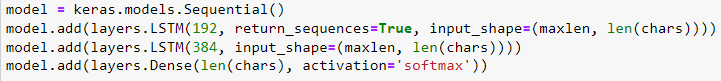 model = keras.models.Sequential()
model.add(layers.LSTM(192, return_sequences=True, input_shape=(maxlen, len(chars))))
model.add(layers.LSTM(384, input_shape=(maxlen, len(chars))))
model.add(layers.Dense(len(chars), activation='softmax'))